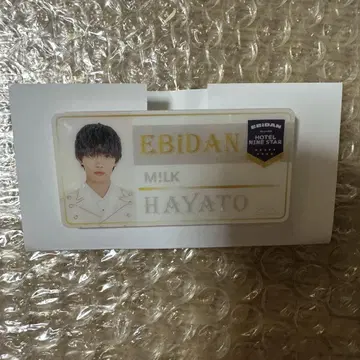 EBiDAN
M!LK
HAYATO
EBiDAN
HOTEL
NINE STAR